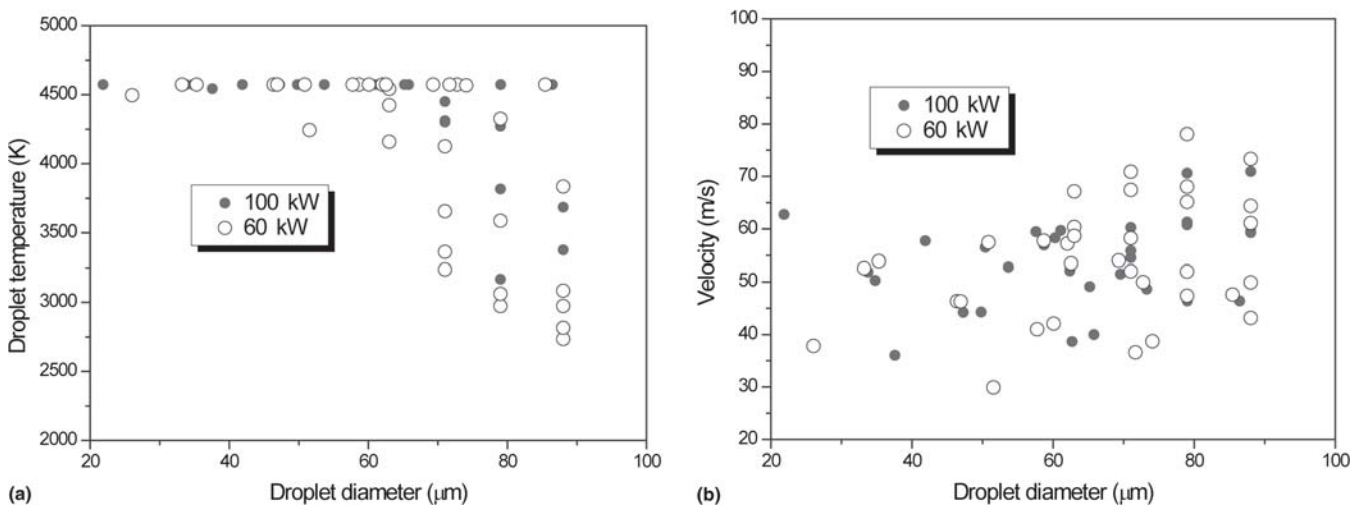 5000
4500
4000
3500
3000
2500
2000
Droplet temperature (K)
100 kW
60 kW
20 40 60 80 100
Droplet diameter (μm)
(a)
100
90
80
70
60
50
40
30
20
Velocity (m/s)
100 kW
60 kW
20 40 60 80 100
Droplet diameter (μm)
(b)